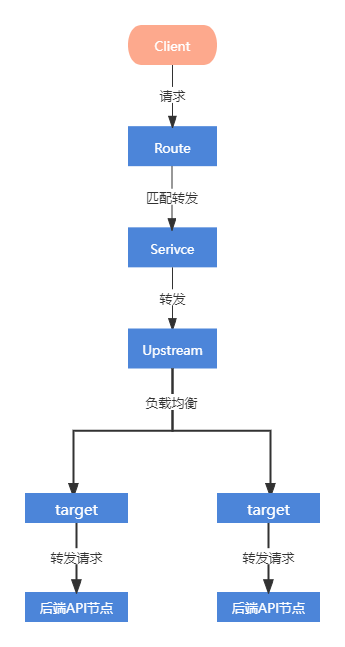 Client
请求
Route
匹配转发
Serivce
转发
Upstream
负载均衡
target
target
转发请求
转发请求
后端API节点
后端API节点